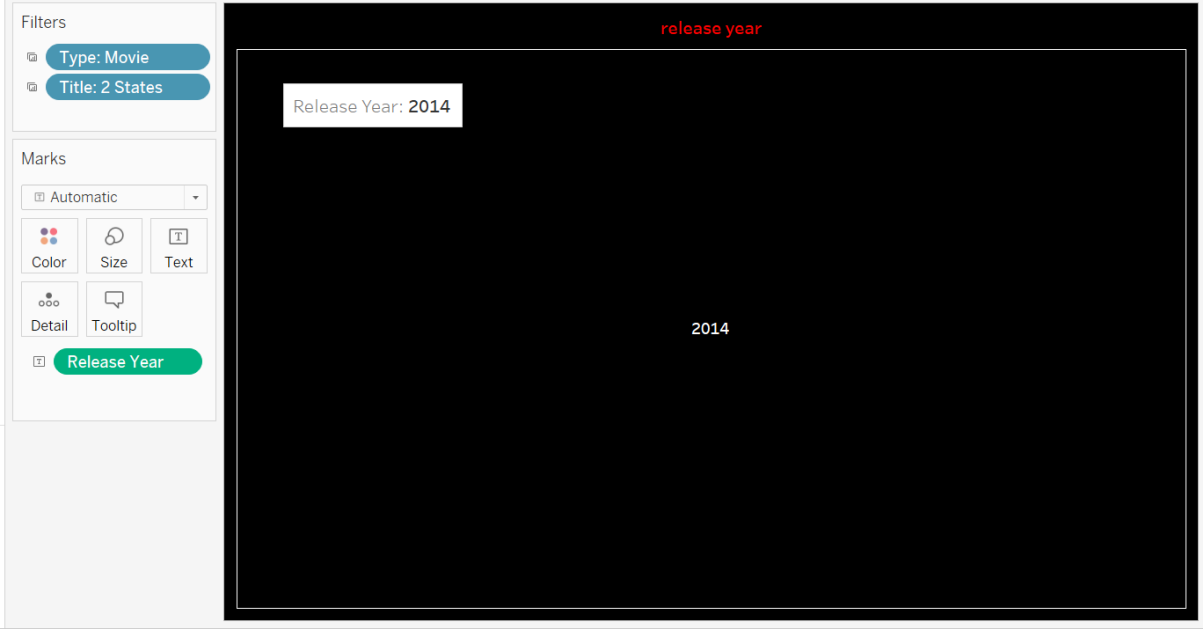 Filters
Type: Movie
Title: 2 States
Marks
Automatic
Color
Size
T
Text
Detail
Tooltip
T
Release Year
release year
Release Year: 2014
2014